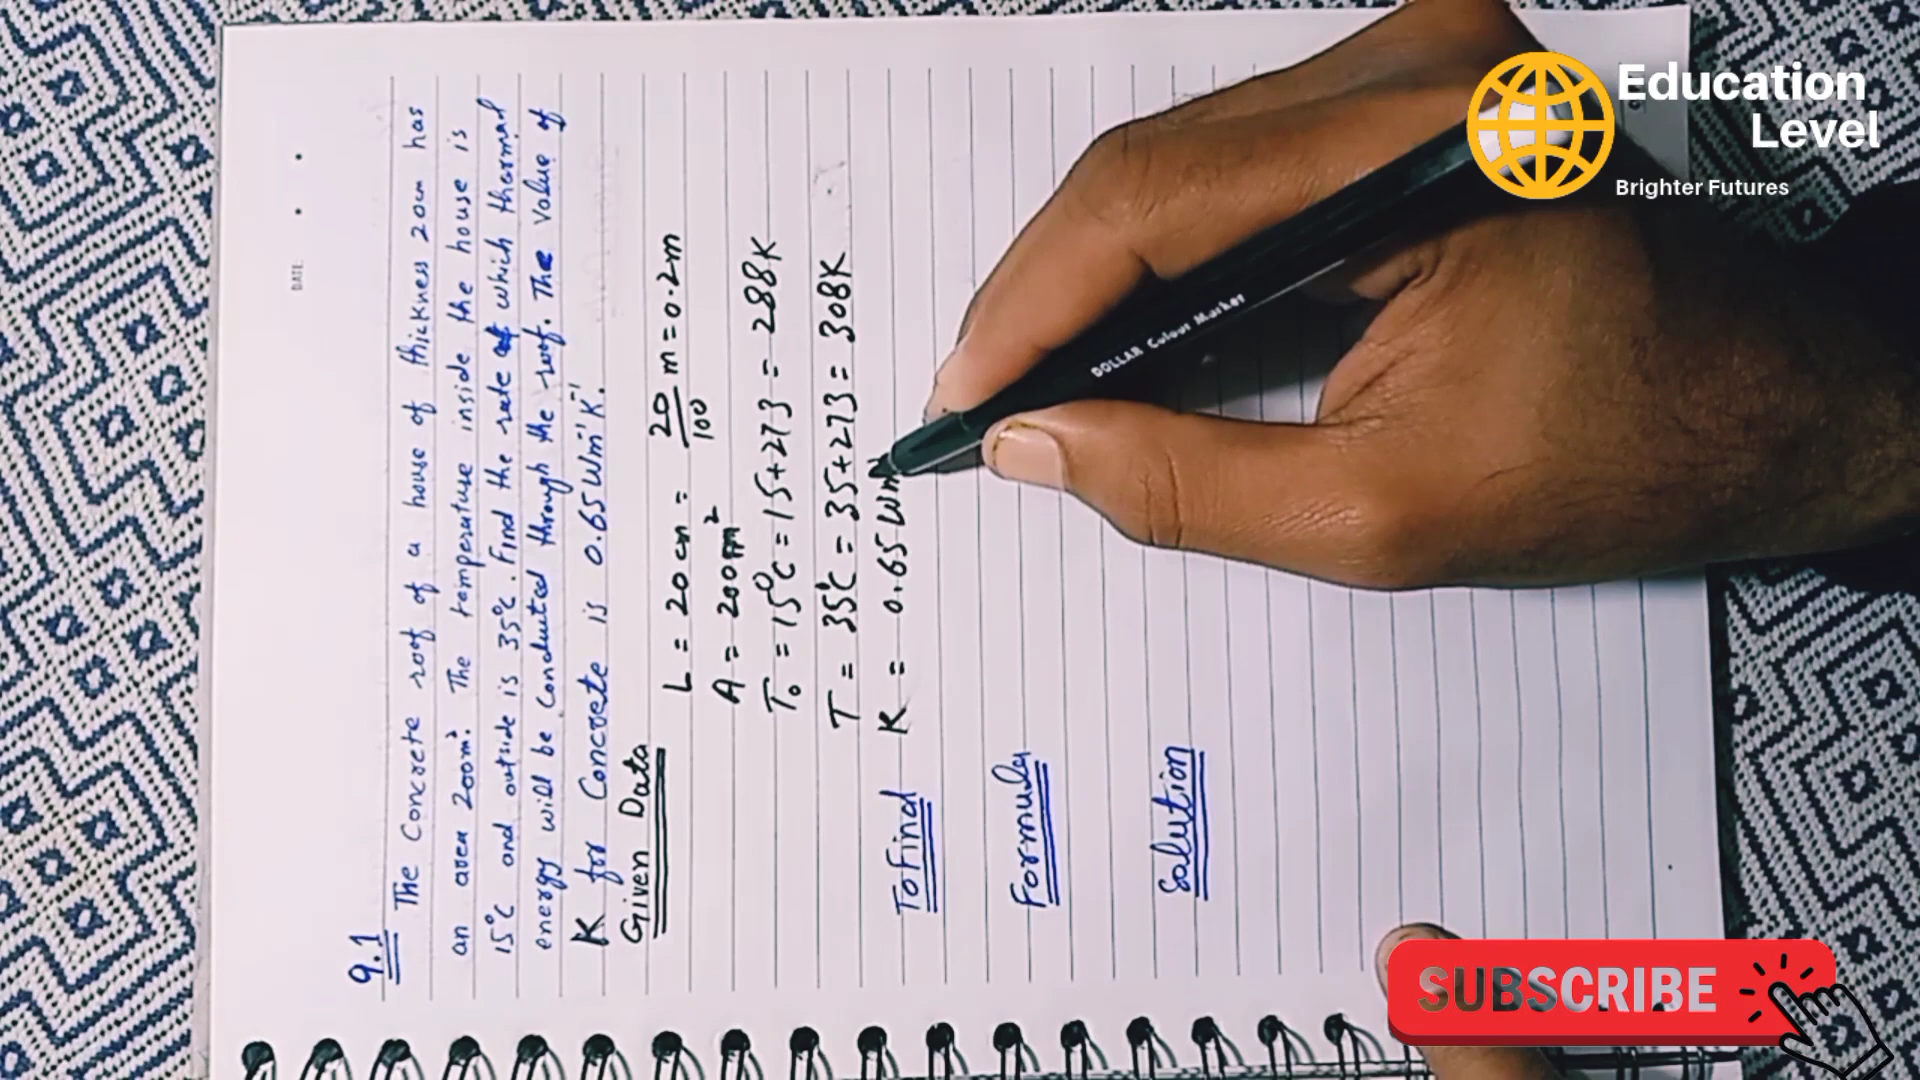 DATE:
9.1
The Concrete roof of a house of thickness 20cm has
an area 200m². The temperature inside the house is
15°C and outside is 35°C. Find the rate at which thermal
energy will be conducted through the roof. The Value of
K for Concrete is 0.65Wm⁻¹K⁻¹.
Given Data
L = 20cm = 20/100 m = 0.2m
A = 200m²
T₀ = 15°C = 15+273 = 288K
T = 35°C = 35+273 = 308K
K = 0.65Wm
To Find
Formula
Solution
DOLLAR Colour Marker
Education
Level
Brighter Futures
SUBSCRIBE